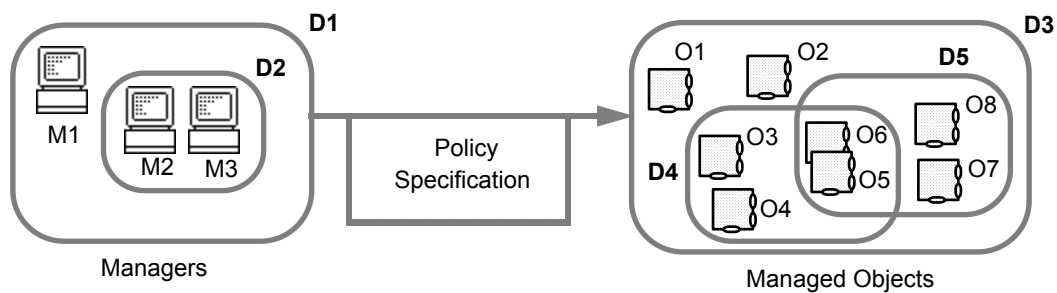 D1
D3
D2
D5
O1
O2
O8
M1
M2
M3
Policy
Specification
O3
O6
D4
O5
O7
O4
Managers
Managed Objects